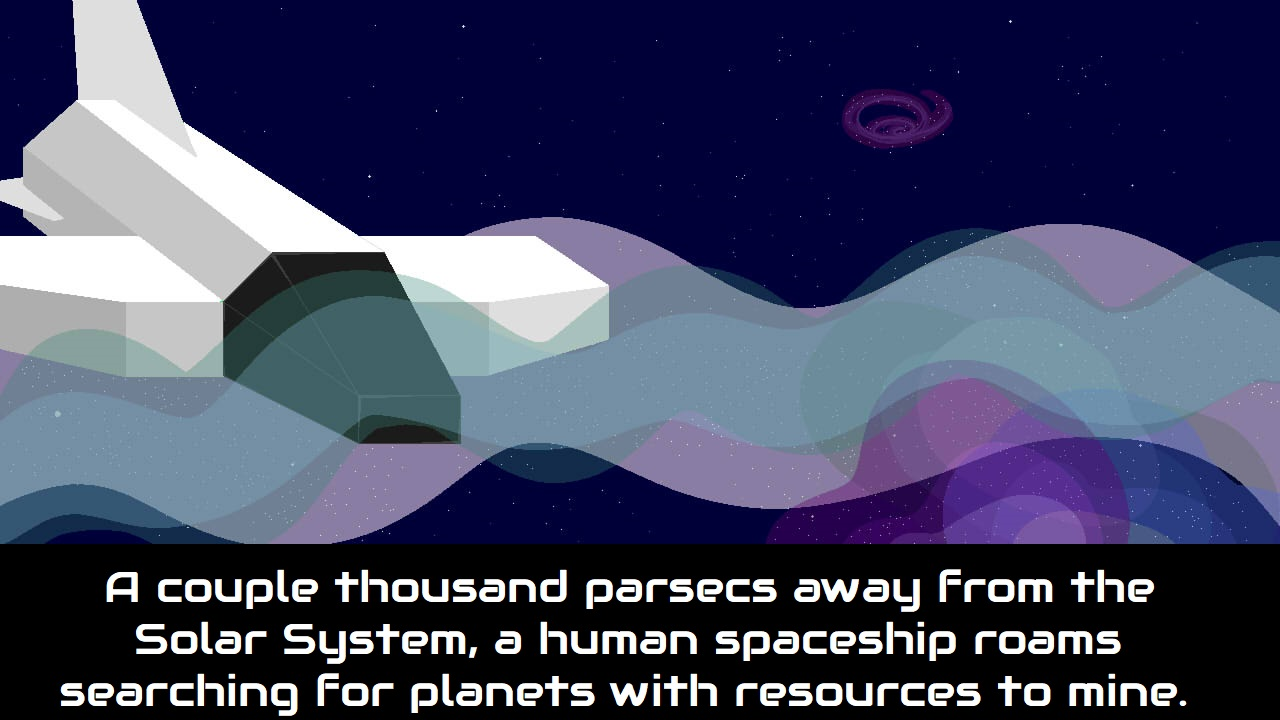 A couple thousand parsecs away from the
Solar System, a human spaceship roams
searching for planets with resources to mine.